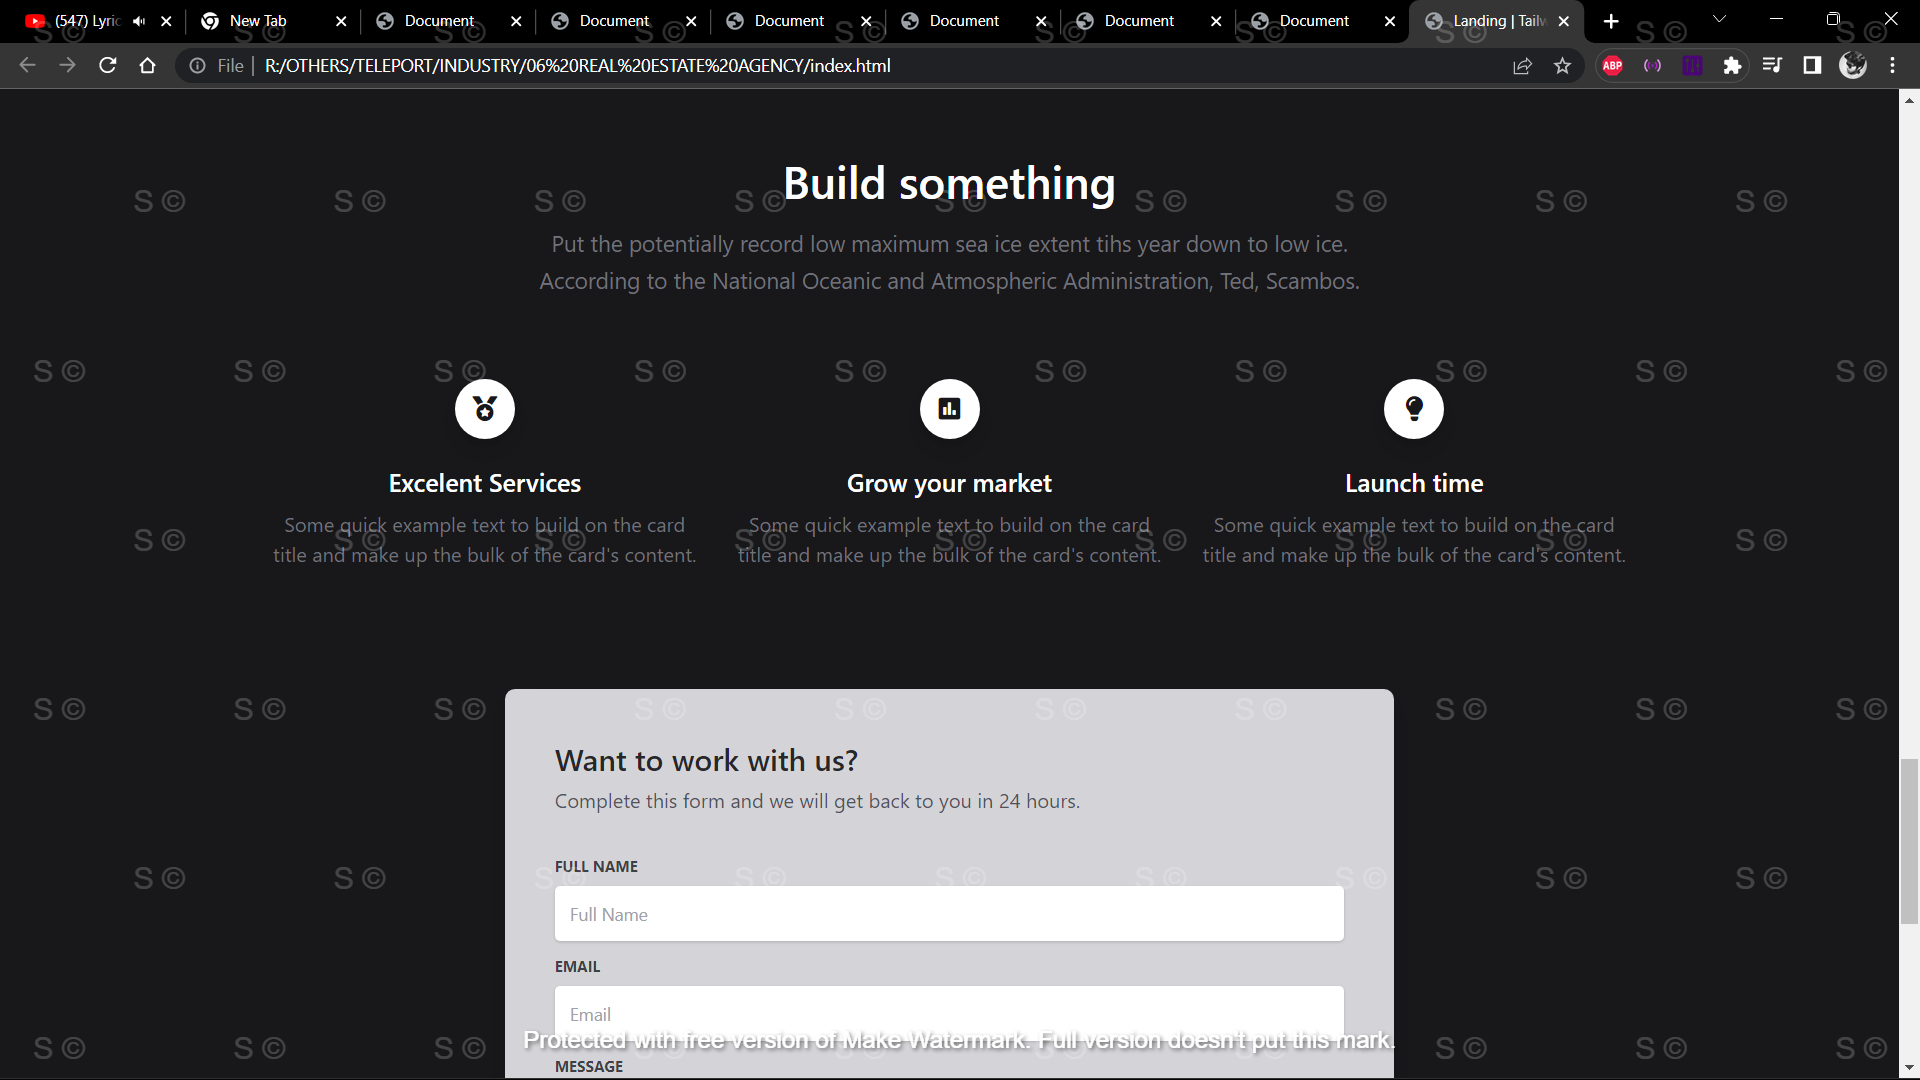 (547) Lyric
New Tab
Document
Document
Document
Document
Document
Document
Landing | Tailw
File
R:/OTHERS/TELEPORT/INDUSTRY/06%20REAL%20ESTATE%20AGENCY/index.html
ABP
Build something
Put the potentially record low maximum sea ice extent tihs year down to low ice.
According to the National Oceanic and Atmospheric Administration, Ted, Scambos.
Excelent Services
Some quick example text to build on the card
title and make up the bulk of the card's content.
Grow your market
Some quick example text to build on the card
title and make up the bulk of the card's content.
Launch time
Some quick example text to build on the card
title and make up the bulk of the card's content.
Want to work with us?
Complete this form and we will get back to you in 24 hours.
FULL NAME
Full Name
EMAIL
Email
Protected with free version of Make Watermark. Full version doesn't put this mark.
MESSAGE
S ©